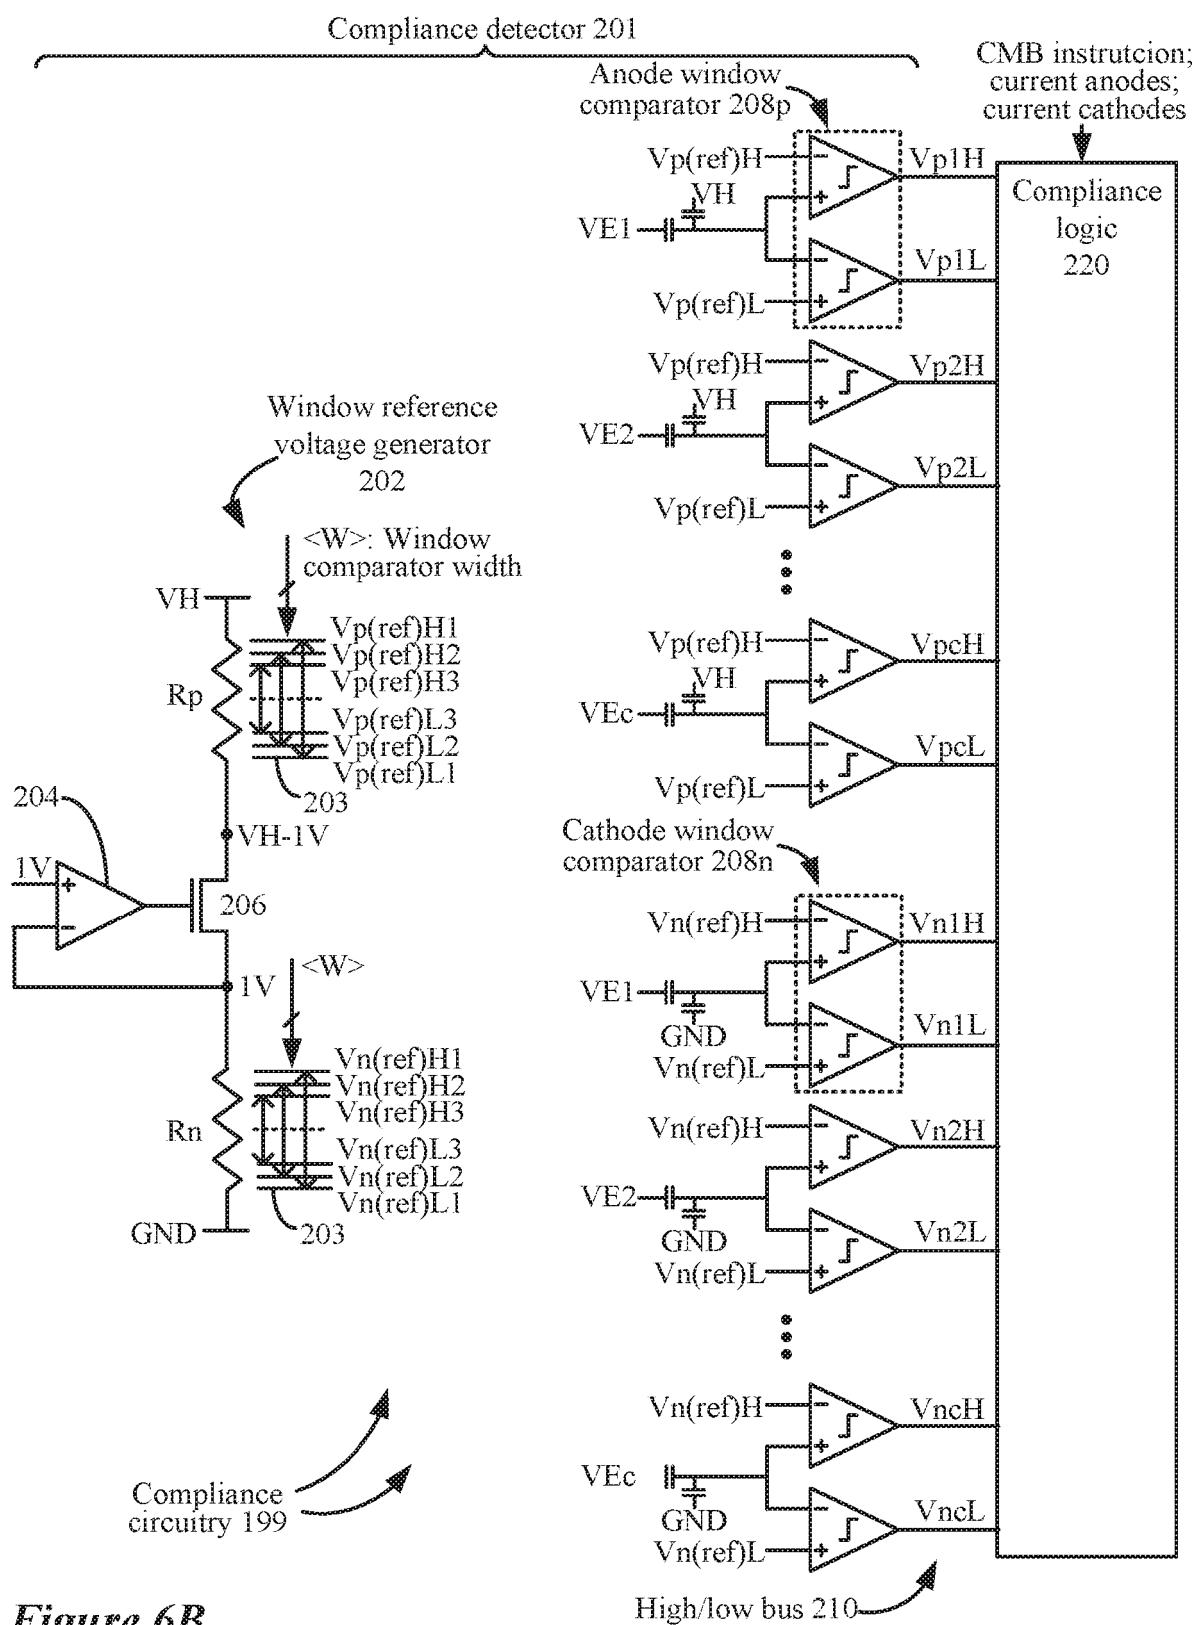 Compliance detector 201
CMB instrutcion;
current anodes;
current cathodes
Anode window
comparator 208p
Vp(ref)H
VH
VE1
Vp(ref)L
Vp1H
Vp1L
Compliance
logic
220
Vp(ref)H
VH
VE2
Vp(ref)L
Vp2H
Vp2L
Window reference
voltage generator
202
<W>: Window
comparator width
VH
Vp(ref)H1
Vp(ref)H2
Vp(ref)H3
Rp
Vp(ref)L3
Vp(ref)L2
Vp(ref)L1
203
204
VH-1V
1V
+
−
206
1V
<W>
Vn(ref)H1
Vn(ref)H2
Vn(ref)H3
Rn
Vn(ref)L3
Vn(ref)L2
Vn(ref)L1
GND
203
Vp(ref)H
VH
VEc
Vp(ref)L
VpcH
VpcL
Cathode window
comparator 208n
Vn(ref)H
VE1
GND
Vn(ref)L
Vn1H
Vn1L
Vn(ref)H
VE2
GND
Vn(ref)L
Vn2H
Vn2L
Vn(ref)H
VEc
GND
Vn(ref)L
VncH
VncL
Compliance
circuitry 199
High/low bus 210
Figure 6B